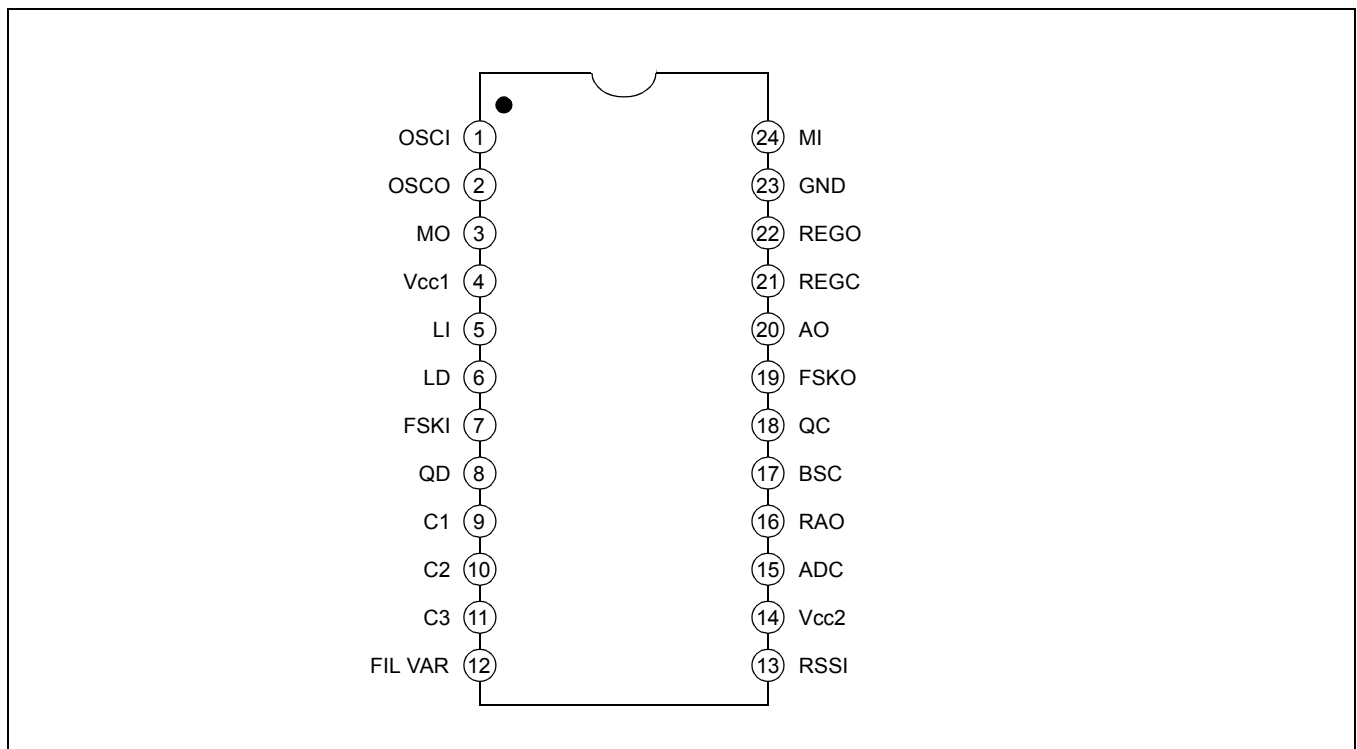 OSCI 1 24 MI
OSCO 2 23 GND
MO 3 22 REGO
Vcc1 4 21 REGC
LI 5 20 AO
LD 6 19 FSKO
FSKI 7 18 QC
QD 8 17 BSC
C1 9 16 RAO
C2 10 15 ADC
C3 11 14 Vcc2
FIL VAR 12 13 RSSI